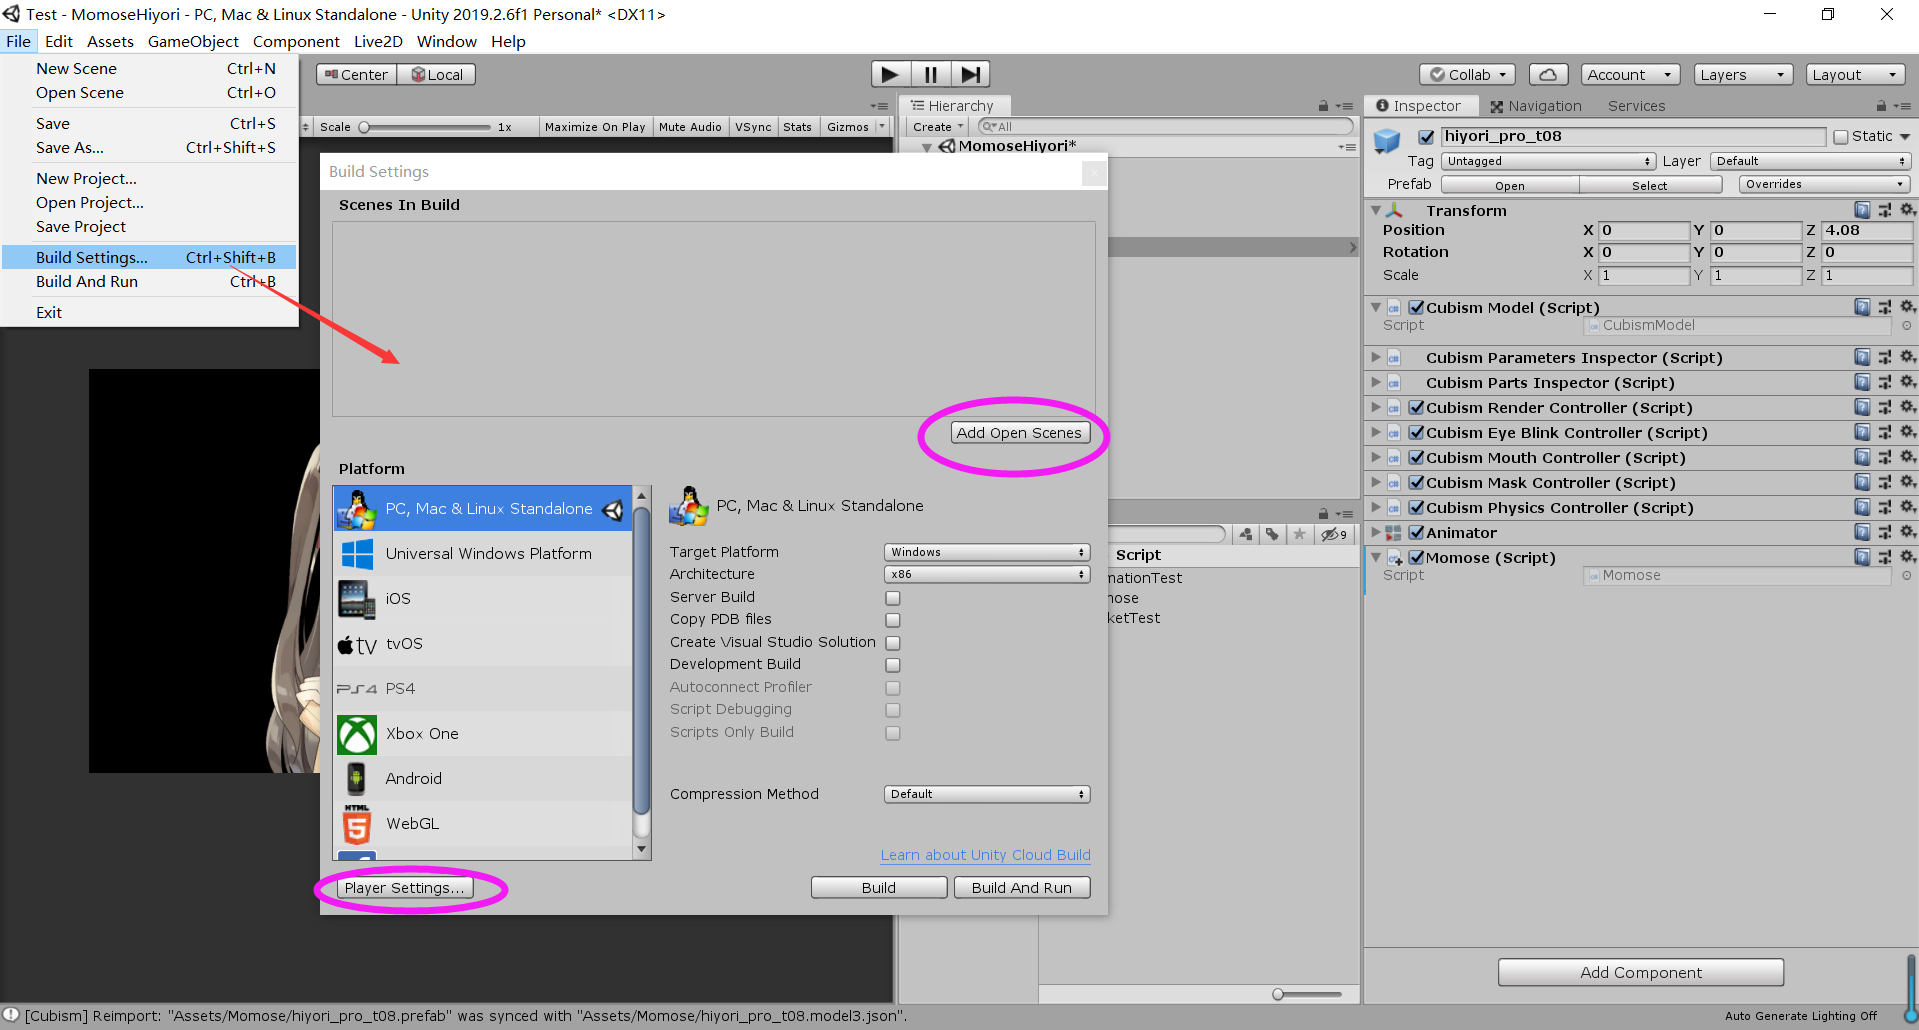 Test - MomoseHiyori - PC, Mac & Linux Standalone - Unity 2019.2.6f1 Personal* <DX11>
File Edit Assets GameObject Component Live2D Window Help
New Scene Ctrl+N
Open Scene Ctrl+O
Save Ctrl+S
Save As... Ctrl+Shift+S
New Project...
Open Project...
Save Project
Build Settings... Ctrl+Shift+B
Build And Run Ctrl+B
Exit
Center Local
Collab Account Layers Layout
Scale 1x Maximize On Play Mute Audio VSync Stats Gizmos
Hierarchy
Create All
MomoseHiyori*
Build Settings
Scenes In Build
Add Open Scenes
Platform
PC, Mac & Linux Standalone
Universal Windows Platform
iOS
tv tvOS
PS4 PS4
Xbox One
Android
HTML
5 WebGL
Player Settings...
PC, Mac & Linux Standalone
Target Platform Windows
Architecture x86
Server Build
Copy PDB files
Create Visual Studio Solution
Development Build
Autoconnect Profiler
Script Debugging
Scripts Only Build
Compression Method Default
Learn about Unity Cloud Build
Build Build And Run
9
Script
mationTest
nose
ketTest
Inspector Navigation Services
hiyori_pro_t08 Static
Tag Untagged Layer Default
Prefab Open Select Overrides
Transform
Position X 0 Y 0 Z 4.08
Rotation X 0 Y 0 Z 0
Scale X 1 Y 1 Z 1
Cubism Model (Script)
Script CubismModel
Cubism Parameters Inspector (Script)
Cubism Parts Inspector (Script)
Cubism Render Controller (Script)
Cubism Eye Blink Controller (Script)
Cubism Mouth Controller (Script)
Cubism Mask Controller (Script)
Cubism Physics Controller (Script)
Animator
Momose (Script)
Script Momose
Add Component
[Cubism] Reimport: "Assets/Momose/hiyori_pro_t08.prefab" was synced with "Assets/Momose/hiyori_pro_t08.model3.json".
Auto Generate Lighting Off